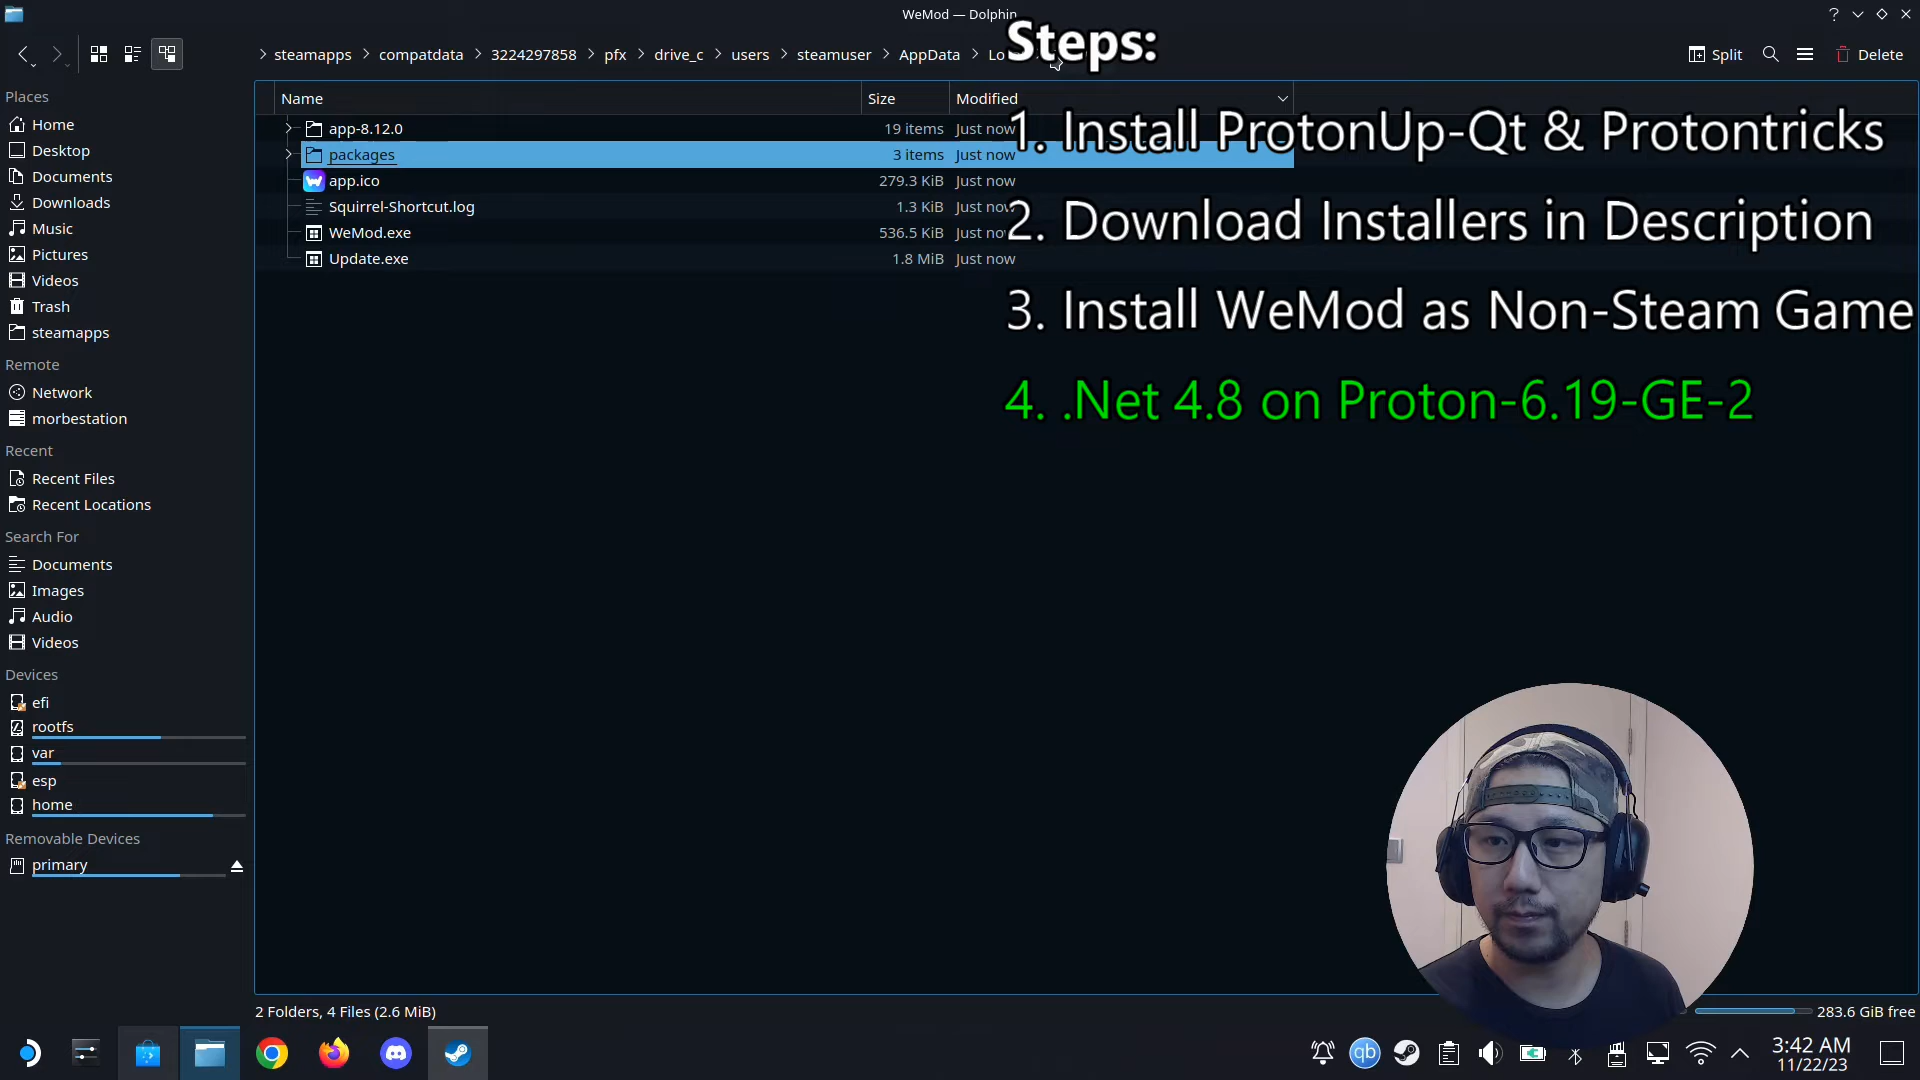 WeMod — Dolphin
steamapps > compatdata > 3224297858 > pfx > drive_c > users > steamuser > AppData > Lo
Split
Delete
Steps:
1. Install ProtonUp-Qt & Protontricks
2. Download Installers in Description
3. Install WeMod as Non-Steam Game
4. .Net 4.8 on Proton-6.19-GE-2
Places
Home
Desktop
Documents
Downloads
Music
Pictures
Videos
Trash
steamapps
Remote
Network
morbestation
Recent
Recent Files
Recent Locations
Search For
Documents
Images
Audio
Videos
Devices
efi
rootfs
var
esp
home
Removable Devices
primary
Name Size Modified
app-8.12.0 19 items Just now
packages 3 items Just now
app.ico 279.3 KiB Just now
Squirrel-Shortcut.log 1.3 KiB Just now
WeMod.exe 536.5 KiB Just now
Update.exe 1.8 MiB Just now
2 Folders, 4 Files (2.6 MiB)
283.6 GiB free
qb
3:42 AM
11/22/23